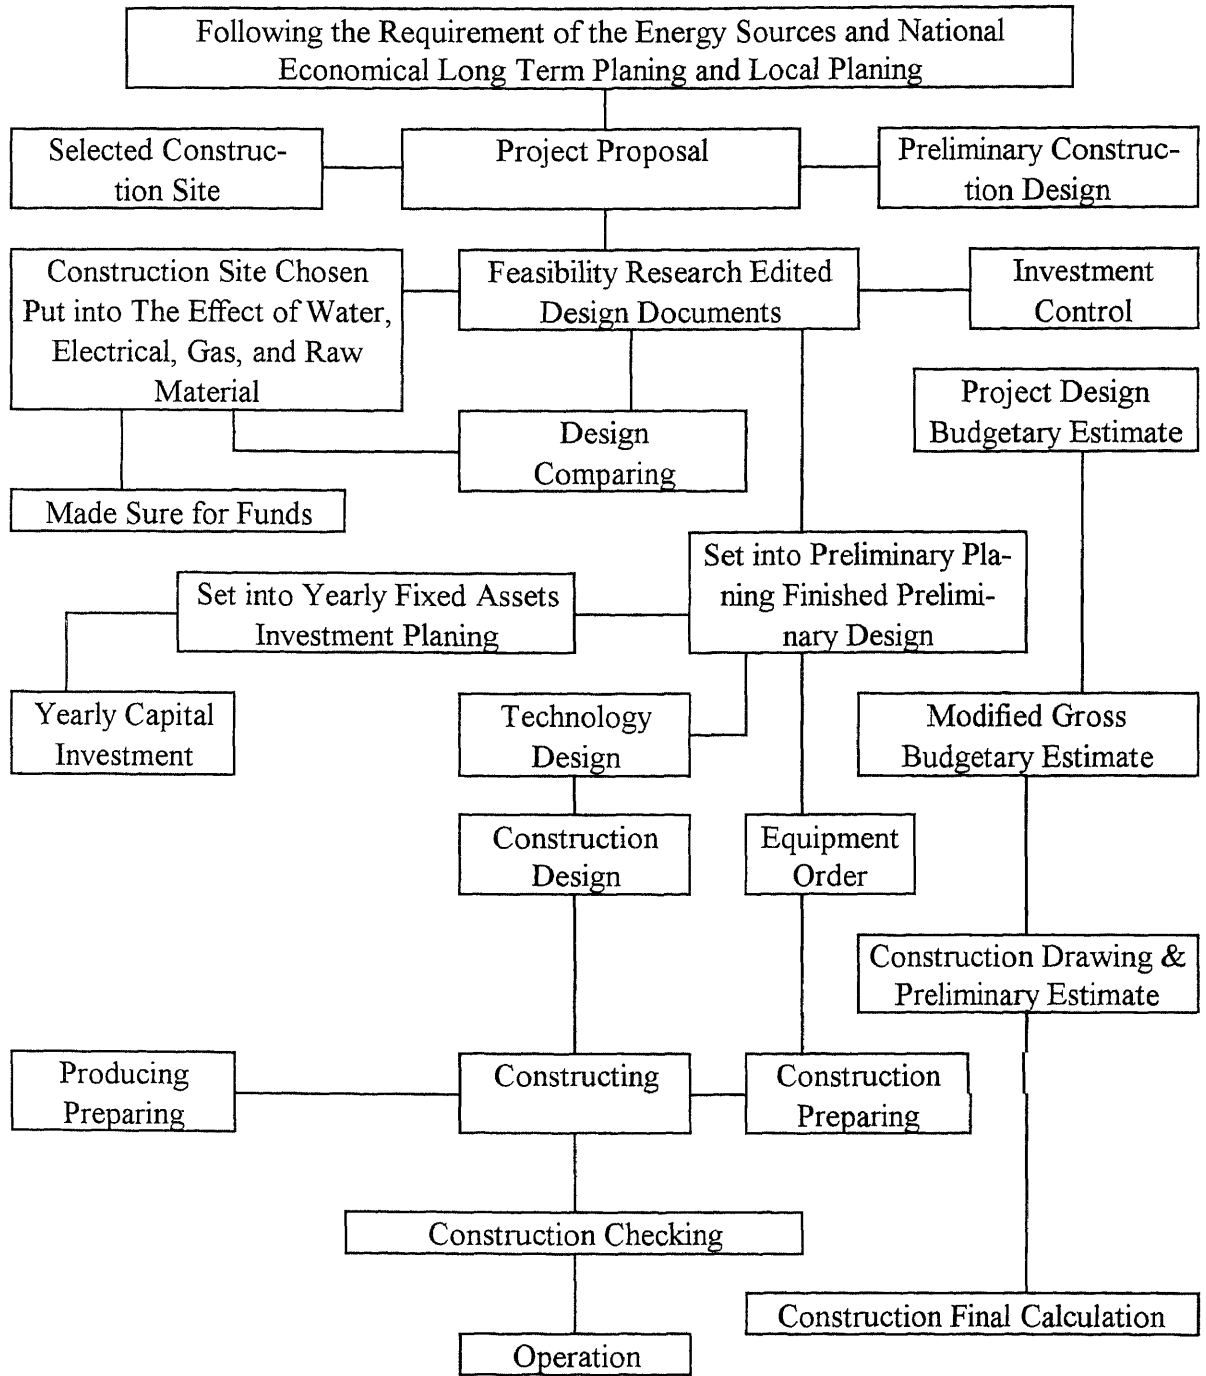 Following the Requirement of the Energy Sources and National
Economical Long Term Planing and Local Planing
Selected Construc-
tion Site
Project Proposal
Preliminary Construc-
tion Design
Construction Site Chosen
Put into The Effect of Water,
Electrical, Gas, and Raw
Material
Feasibility Research Edited
Design Documents
Investment
Control
Project Design
Budgetary Estimate
Design
Comparing
Made Sure for Funds
Set into Preliminary Pla-
ning Finished Prelimi-
nary Design
Set into Yearly Fixed Assets
Investment Planing
Yearly Capital
Investment
Technology
Design
Modified Gross
Budgetary Estimate
Construction
Design
Equipment
Order
Construction Drawing &
Preliminary Estimate
Producing
Preparing
Constructing
Construction
Preparing
Construction Checking
Construction Final Calculation
Operation